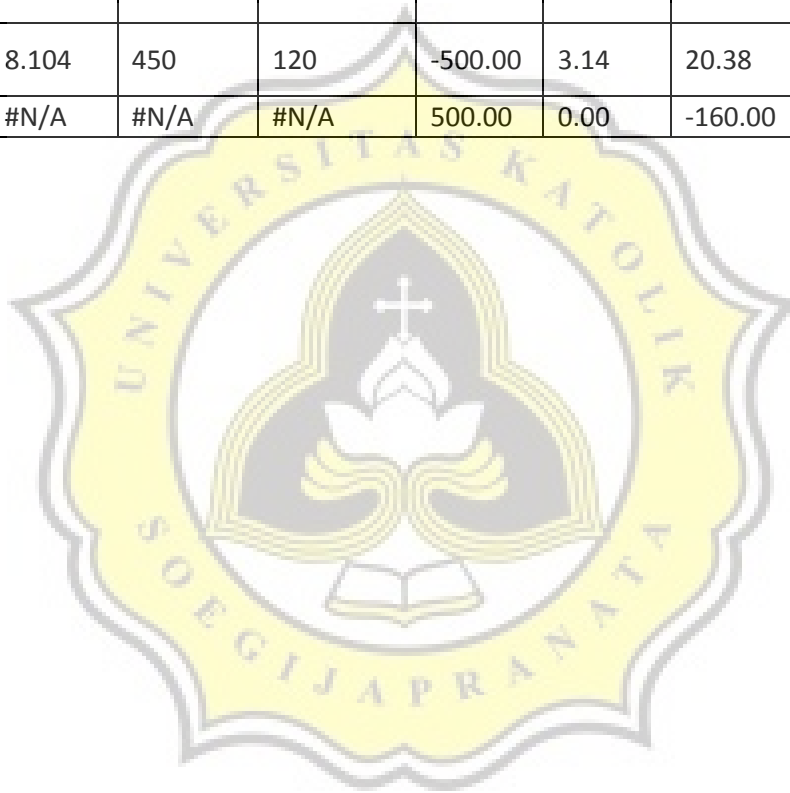 8.104 450 120 -500.00 3.14 20.38
#N/A #N/A #N/A 500.00 0.00 -160.00
UNIVERSITAS KATOLIK
SOEGIJAPRANATA